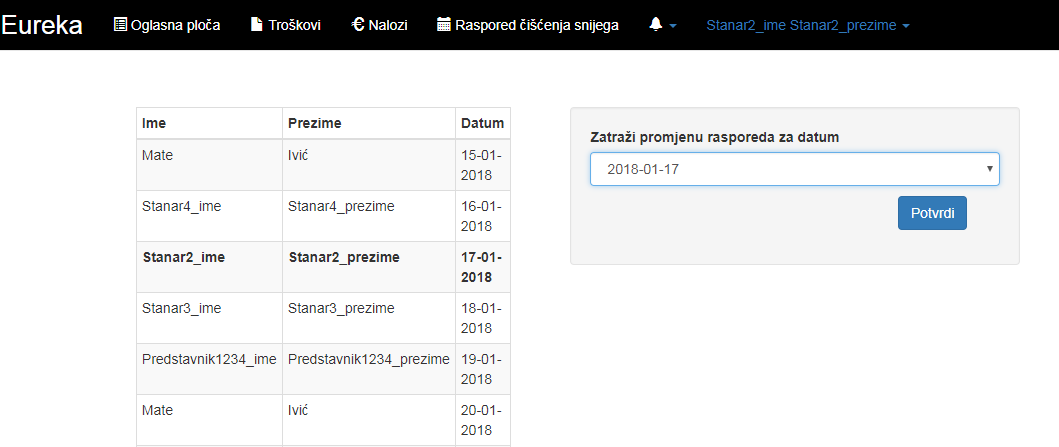 Eureka Oglasna ploča Troškovi Nalozi Raspored čišćenja snijega Stanar2_ime Stanar2_prezime
Ime Prezime Datum
Mate Ivić 15-01-
2018
Stanar4_ime Stanar4_prezime 16-01-
2018
Stanar2_ime Stanar2_prezime 17-01-
2018
Stanar3_ime Stanar3_prezime 18-01-
2018
Predstavnik1234_ime Predstavnik1234_prezime 19-01-
2018
Mate Ivić 20-01-
2018
Zatraži promjenu rasporeda za datum
2018-01-17
Potvrdi